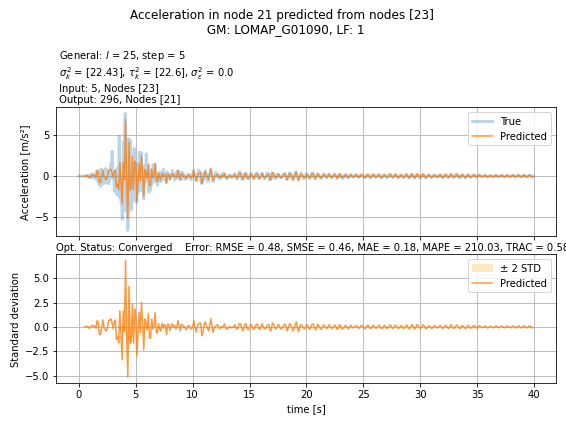 Acceleration in node 21 predicted from nodes [23]
GM: LOMAP_G01090, LF: 1
General: l = 25, step = 5
σ²ₖ = [22.43], τ²ₖ = [22.6], σ²ε = 0.0
Input: 5, Nodes [23]
Output: 296, Nodes [21]
Acceleration [m/s²]
5
0
−5
True
Predicted
Opt. Status: Converged Error: RMSE = 0.48, SMSE = 0.46, MAE = 0.18, MAPE = 210.03, TRAC = 0.58
Standard deviation
5.0
2.5
0.0
−2.5
−5.0
± 2 STD
Predicted
0 5 10 15 20 25 30 35 40
time [s]